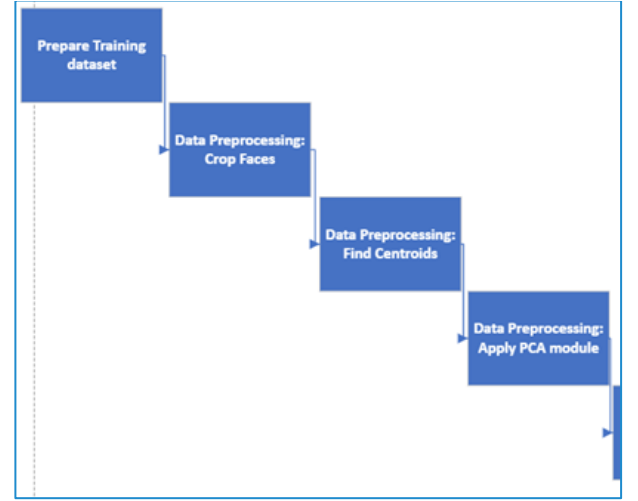 Prepare Training
dataset
Data Preprocessing:
Crop Faces
Data Preprocessing:
Find Centroids
Data Preprocessing:
Apply PCA module